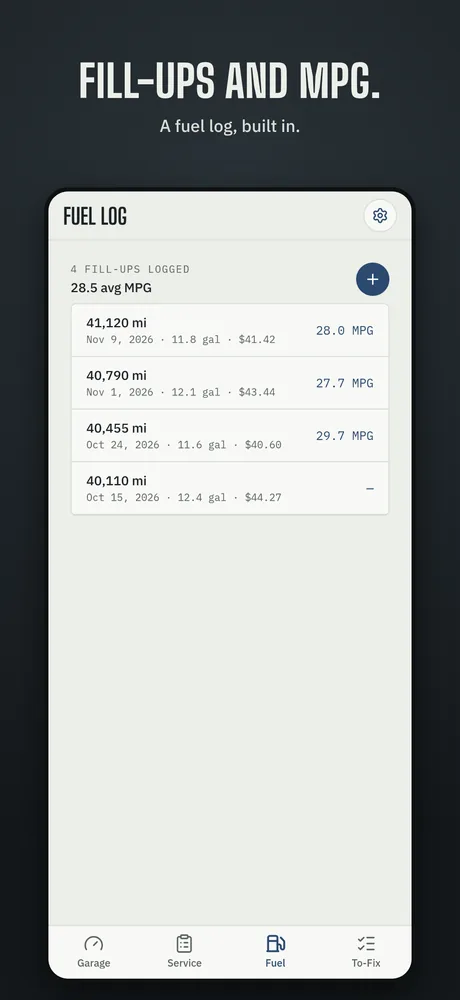 FILL-UPS AND MPG.
A fuel log, built in.
FUEL LOG
4 FILL-UPS LOGGED
28.5 avg MPG
41,120 mi
Nov 9, 2026 · 11.8 gal · $41.42
28.0 MPG
40,790 mi
Nov 1, 2026 · 12.1 gal · $43.44
27.7 MPG
40,455 mi
Oct 24, 2026 · 11.6 gal · $40.60
29.7 MPG
40,110 mi
Oct 15, 2026 · 12.4 gal · $44.27
–
Garage
Service
Fuel
To-Fix